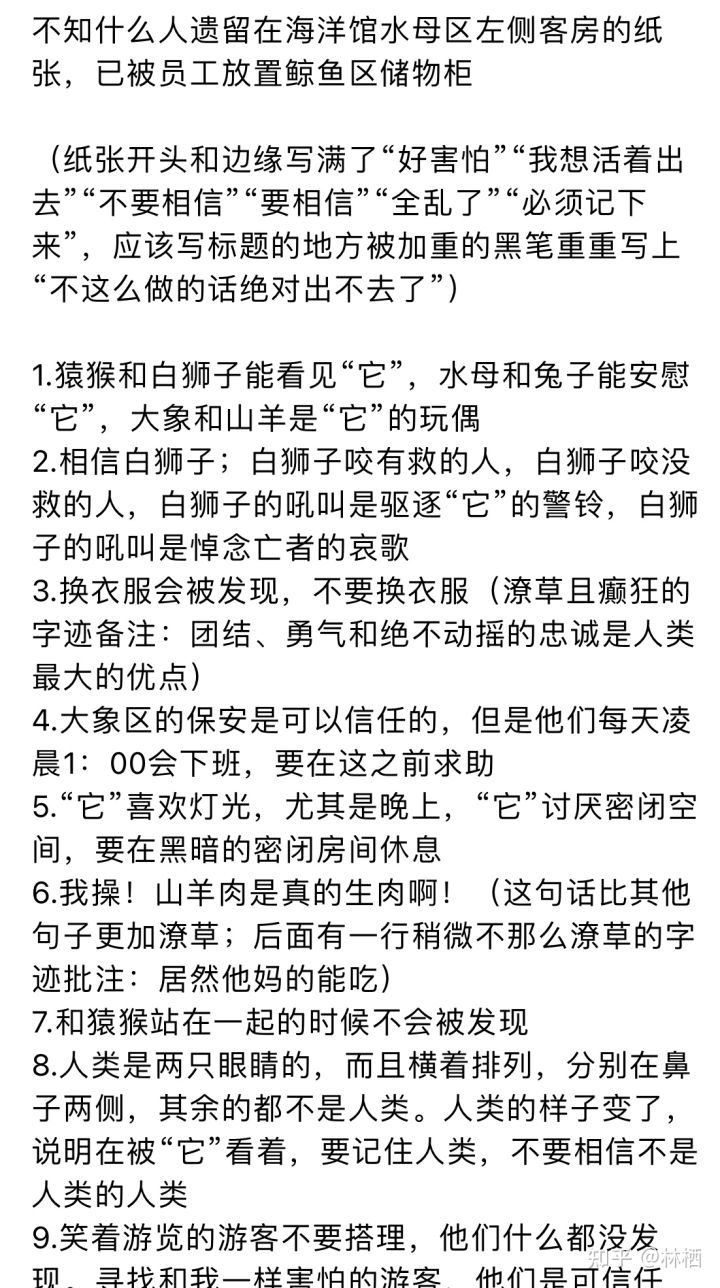 不知什么人遗留在海洋馆水母区左侧客房的纸
张，已被员工放置鲸鱼区储物柜
（纸张开头和边缘写满了“好害怕”“我想活着出
去”“不要相信”“要相信”“全乱了”“必须记下
来”，应该写标题的地方被加重的黑笔重重写上
“不这么做的话绝对出不去了”）
1.猿猴和白狮子能看见“它”，水母和兔子能安慰
“它”，大象和山羊是“它”的玩偶
2.相信白狮子；白狮子咬有救的人，白狮子咬没
救的人，白狮子的吼叫是驱逐“它”的警铃，白狮
子的吼叫是悼念亡者的哀歌
3.换衣服会被发现，不要换衣服（潦草且癫狂的
字迹备注：团结、勇气和绝不动摇的忠诚是人类
最大的优点）
4.大象区的保安是可以信任的，但是他们每天凌
晨1：00会下班，要在这之前求助
5.“它”喜欢灯光，尤其是晚上，“它”讨厌密闭空
间，要在黑暗的密闭房间休息
6.我操！山羊肉是真的生肉啊！（这句话比其他
句子更加潦草；后面有一行稍微不那么潦草的字
迹批注：居然他妈的能吃）
7.和猿猴站在一起的时候不会被发现
8.人类是两只眼睛的，而且横着排列，分别在鼻
子两侧，其余的都不是人类。人类的样子变了，
说明在被“它”看着，要记住人类，不要相信不是
人类的人类
9.笑着游览的游客不要搭理，他们什么都没发
现。寻找和我一样害怕的游客，他们是可信任
知乎 @林栖